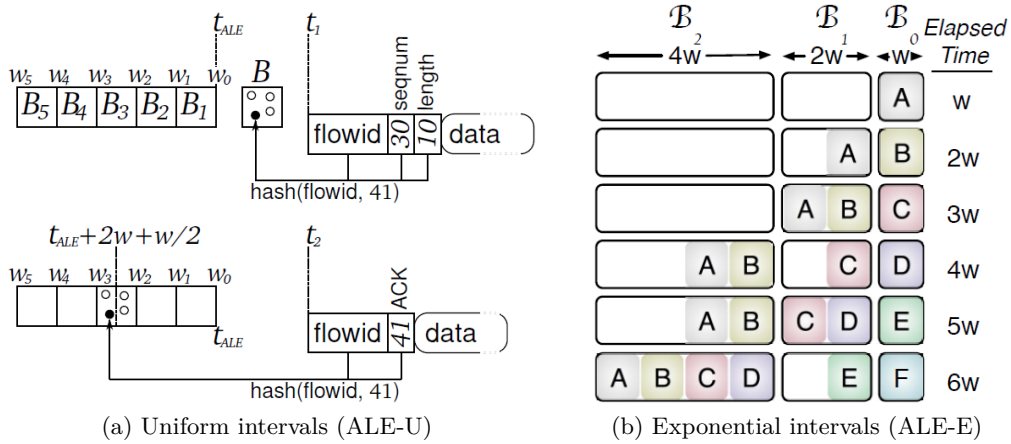 t_ALE
w_5 w_4 w_3 w_2 w_1 w_0
B_5 B_4 B_3 B_2 B_1
B
t_1
seqnum
length
flowid 30 10 data
hash(flowid, 41)
t_ALE+2w+w/2
w_5 w_4 w_3 w_2 w_1 w_0
t_ALE
t_2
ACK
flowid 41 data
hash(flowid, 41)
(a) Uniform intervals (ALE-U)
ℬ_2 ℬ_1 ℬ_0 Elapsed
4w 2w w Time
A w
A B 2w
A B C 3w
A B C D 4w
A B C D E 5w
A B C D E F 6w
(b) Exponential intervals (ALE-E)